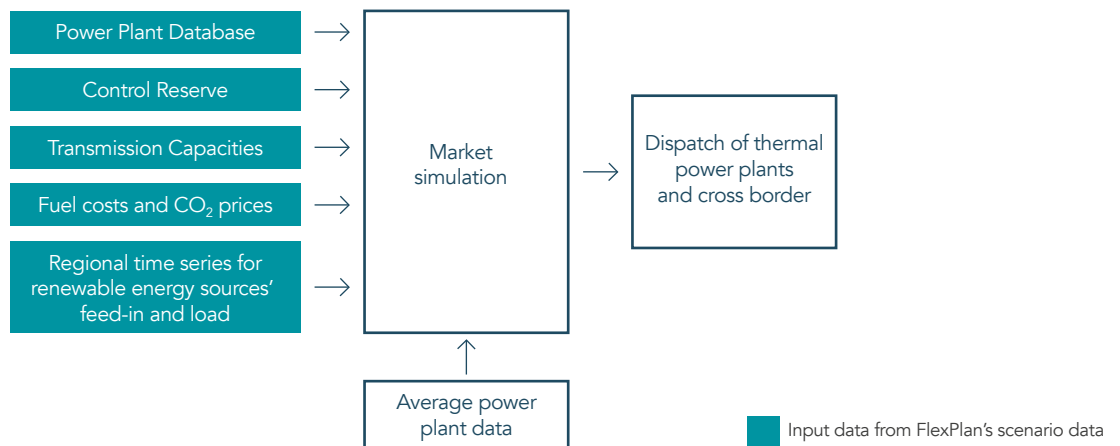 Power Plant Database
Control Reserve
Transmission Capacities
Fuel costs and CO₂ prices
Regional time series for
renewable energy sources’
feed-in and load
Market
simulation
Dispatch of thermal
power plants
and cross border
Average power
plant data
Input data from FlexPlan’s scenario data